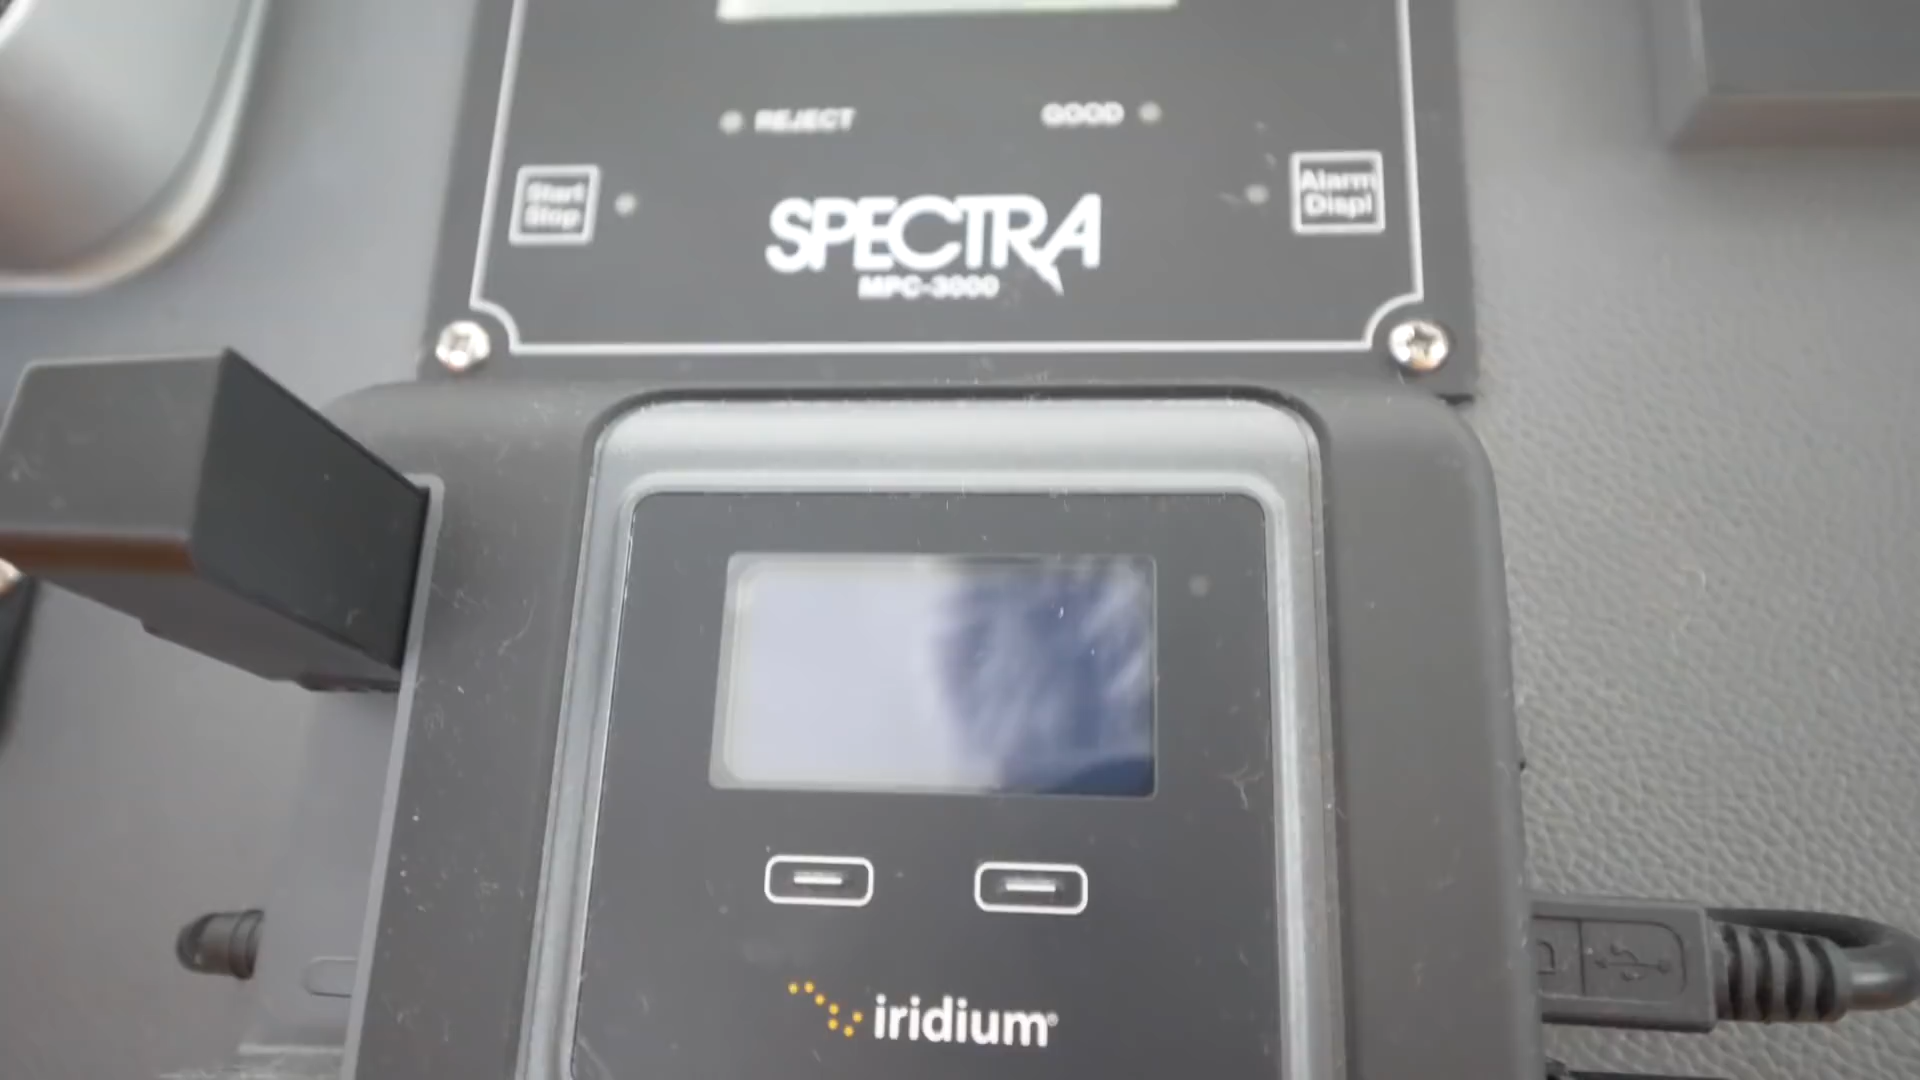 REJECT
GOOD
Start
Stop
Alarm
Displ
SPECTRA
MPC-3000
iridium®